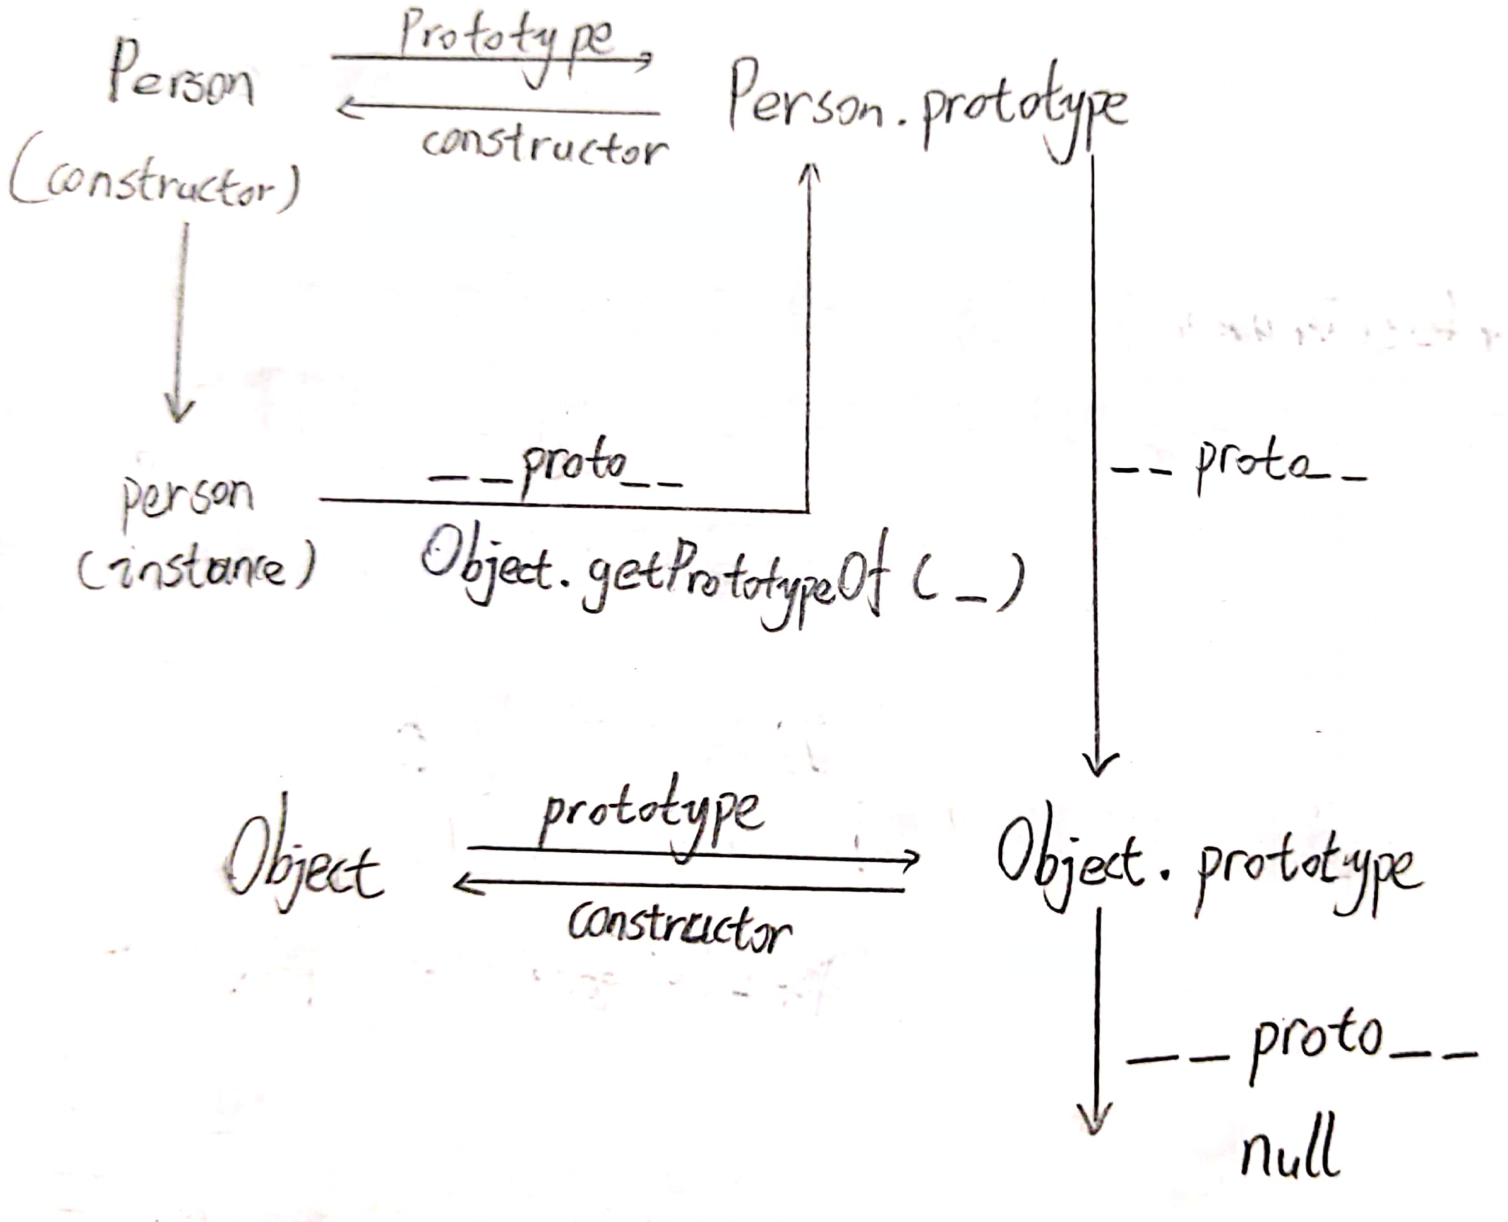 Prototype
Person
Person.prototype
constructor
(constructor)
__proto__
person
(instance)
Object.getPrototypeOf(_)
__proto__
prototype
Object
Object.prototype
constructor
__proto__
null